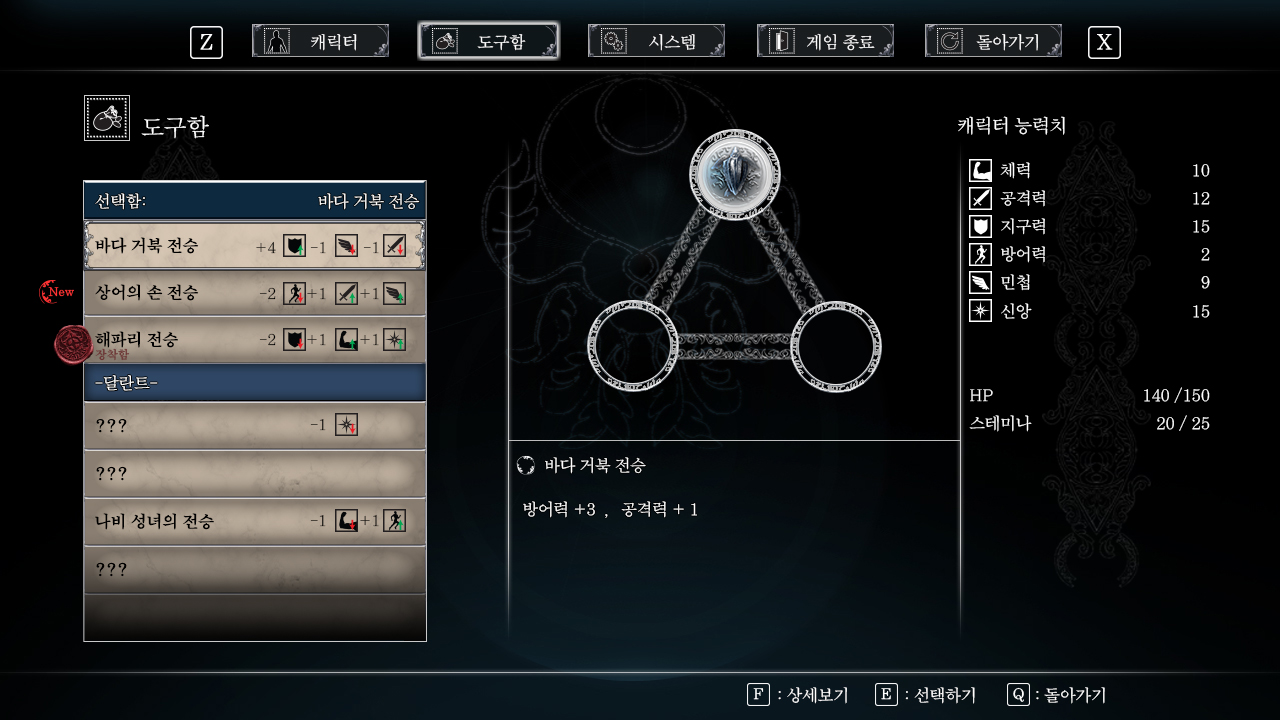 Z 캐릭터 도구함 시스템 게임 종료 돌아가기 X
도구함
선택함: 바다 거북 전승
바다 거북 전승 +4 -1 -1
New 상어의 손 전승 -2 +1 +1
해파리 전승 -2 +1 +1
장착함
-달란트-
??? -1
???
나비 성녀의 전승 -1 +1
???
바다 거북 전승
방어력 +3 , 공격력 + 1
캐릭터 능력치
체력 10
공격력 12
지구력 15
방어력 2
민첩 9
신앙 15
HP 140 /150
스테미나 20 / 25
F : 상세보기 E : 선택하기 Q : 돌아가기